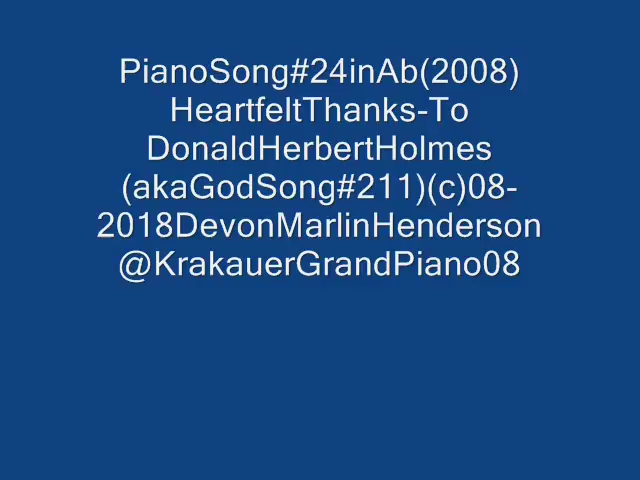 PianoSong#24inAb(2008)
HeartfeltThanks-To
DonaldHerbertHolmes
(akaGodSong#211)(c)08-
2018DevonMarlinHenderson
@KrakauerGrandPiano08